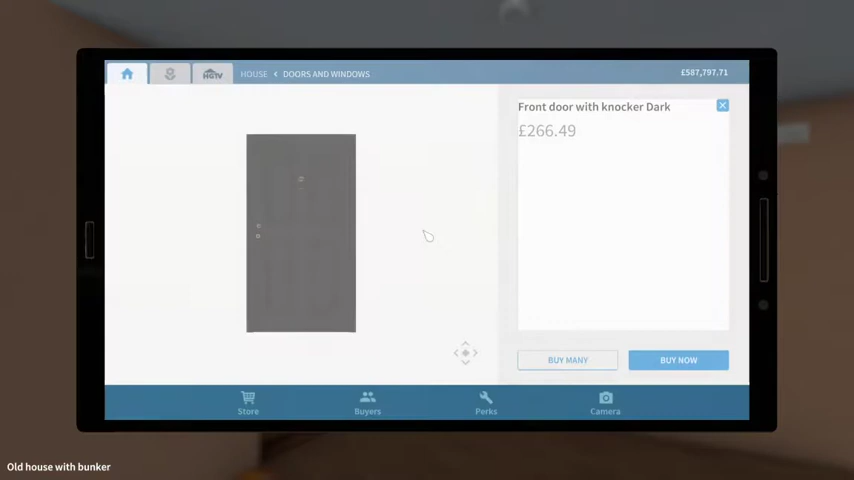 HGTV HOUSE < DOORS AND WINDOWS £587,797.71
Front door with knocker Dark
£266.49
BUY MANY BUY NOW
Store Buyers Perks Camera
Old house with bunker